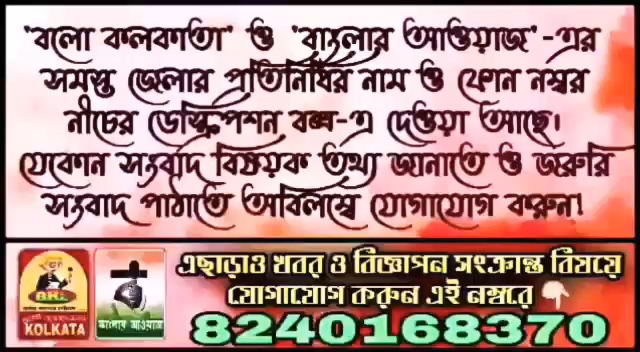 'বলো কলকাতা' ও 'বাংলার আওয়াজ'-এর
সমস্ত জেলার প্রতিনিধির নাম ও ফোন নম্বর
নীচের ডেস্ক্রিপশন বক্স-এ দেওয়া আছে।
যেকোন সংবাদ বিষয়ক তথ্য জানাতে ও জরুরি
সংবাদ পাঠাতে অবিলম্বে যোগাযোগ করুন!
এছাড়াও খবর ও বিজ্ঞাপন সংক্রান্ত বিষয়ে
যোগাযোগ করুন এই নম্বরে
8240168370
KOLKATA
বাংলার আওয়াজ